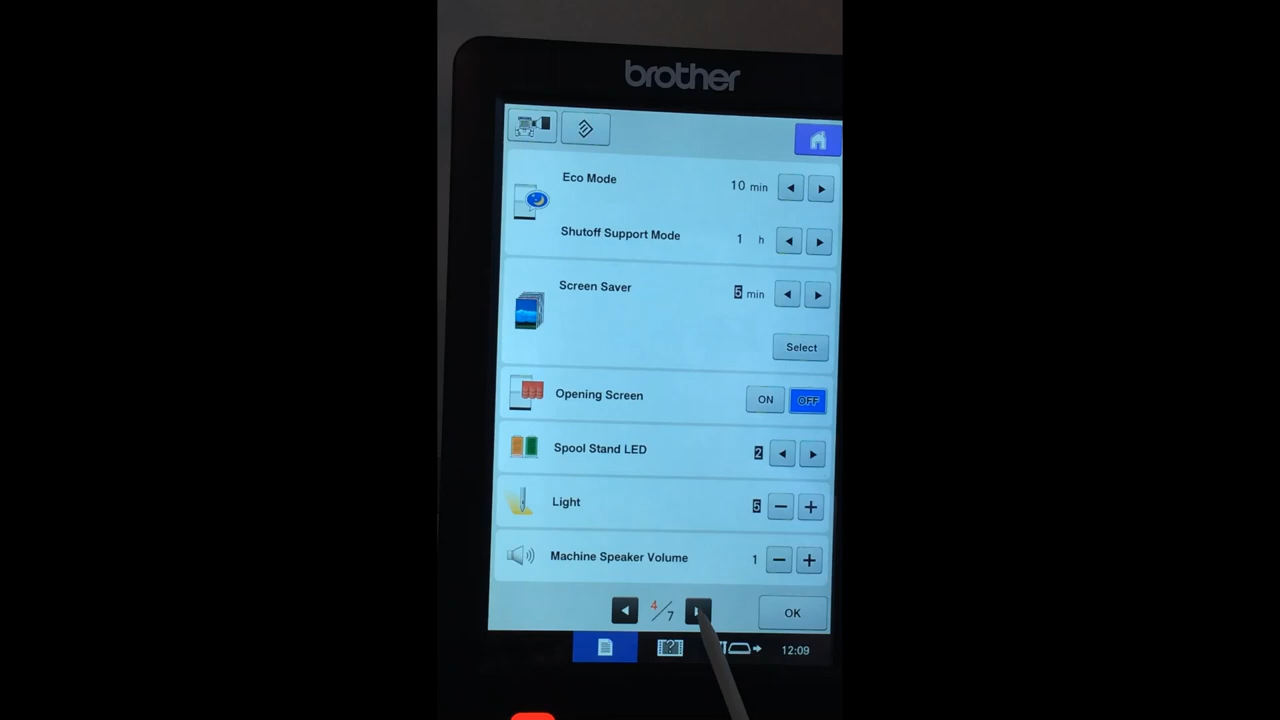 brother
Eco Mode 10 min
Shutoff Support Mode 1 h
Screen Saver 5 min
Select
Opening Screen ON OFF
Spool Stand LED 2
Light 5
Machine Speaker Volume 1
4/7 OK
? 12:09